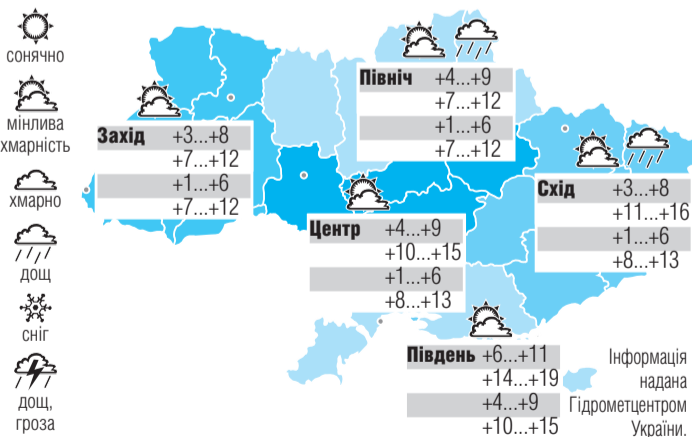 сонячно
мінлива
хмарність
хмарно
дощ
сніг
дощ,
гроза
Північ +4...+9
+7...+12
+1...+6
+7...+12
Захід +3...+8
+7...+12
+1...+6
+7...+12
Схід +3...+8
+11...+16
+1...+6
+8...+13
Центр +4...+9
+10...+15
+1...+6
+8...+13
Південь +6...+11
+14...+19
+4...+9
+10...+15
Інформація
надана
Гідрометцентром
України.